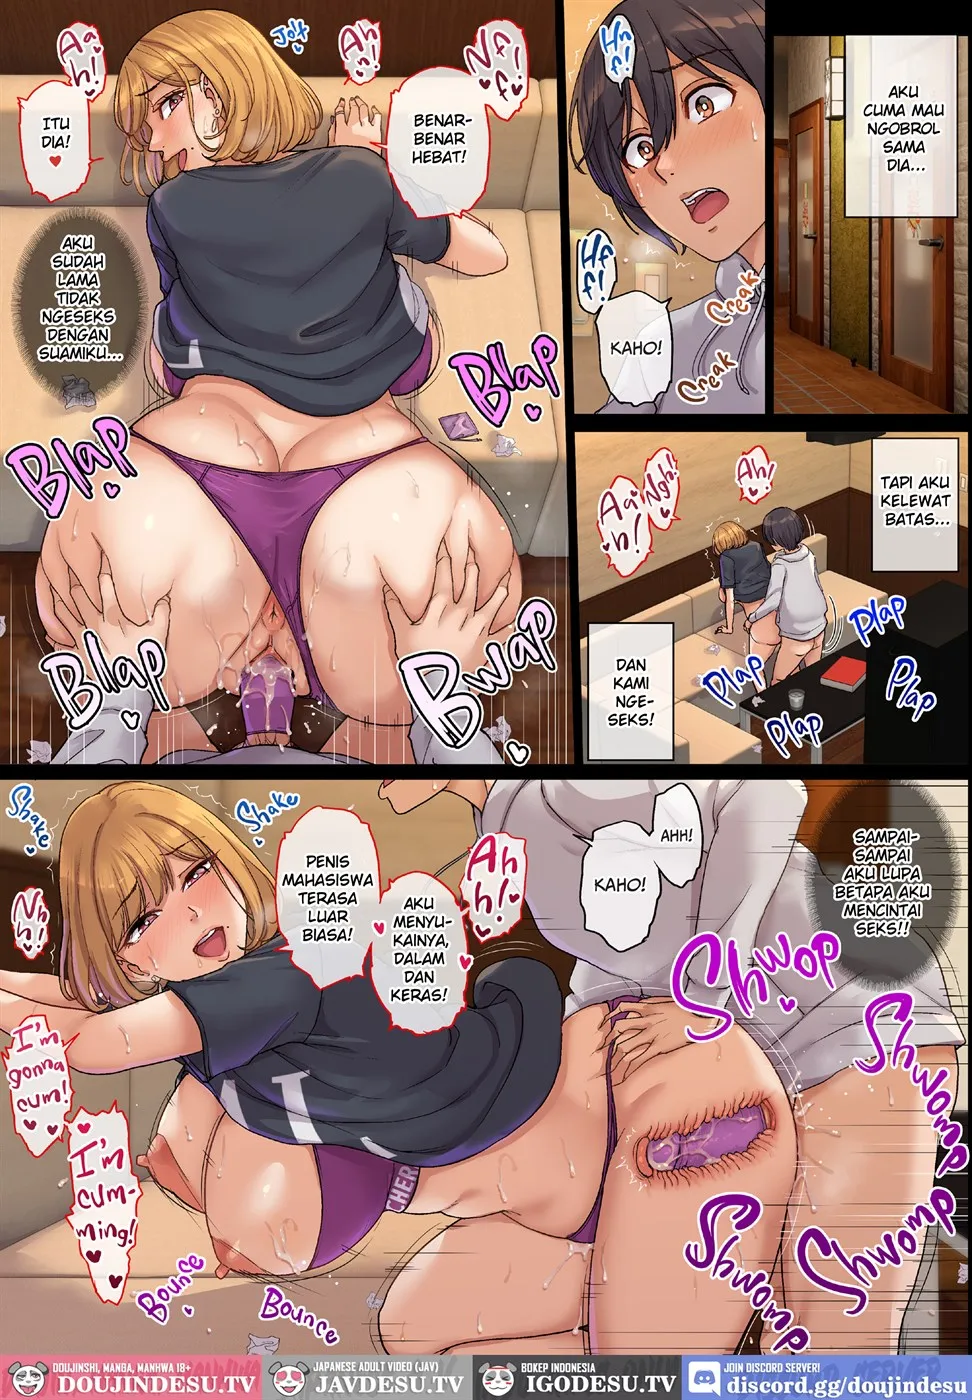 AKU
CUMA MAU
NGOBROL
SAMA
DIA...
Hn
f!
Hf
f!
KAHO!
Creak
Creak
Jolt
Aa
h!
Ah
n!
Nf
f!
ITU
DIA!
BENAR-
BENAR
HEBAT!
AKU
SUDAH
LAMA
TIDAK
NGESEKS
DENGAN
SUAMIKU...
Blap
Blap
Bllap
Bwap
TAPI AKU
KELEWAT
BATAS...
Aa
h!
Ngh!
Ah!
DAN
KAMI
NGE-
SEKS!
Plap
Plap
Plap
Plap
Shake
Shake
AHH!
KAHO!
SAMPAI-
SAMPAI
AKU LUPA
BETAPA AKU
MENCINTAI
SEKS!!
PENIS
MAHASISWA
TERASA
LUAR
BIASA!
AKU
MENYU-
KAINYA,
DALAM
DAN
KERAS!
Ah
h!
Nh
h!
I'm
gonna
cum!
I'm
cum-
ming!
Shwop
Shwomp
Shwomp
Shwomp
Bounce
Bounce
CHER
DOUJINSHI, MANGA, MANHWA 18+
DOUJINDESU.TV
JAPANESE ADULT VIDEO (JAV)
JAVDESU.TV
BOKEP INDONESIA
IGODESU.TV
JOIN DISCORD SERVER!
discord.gg/doujindesu